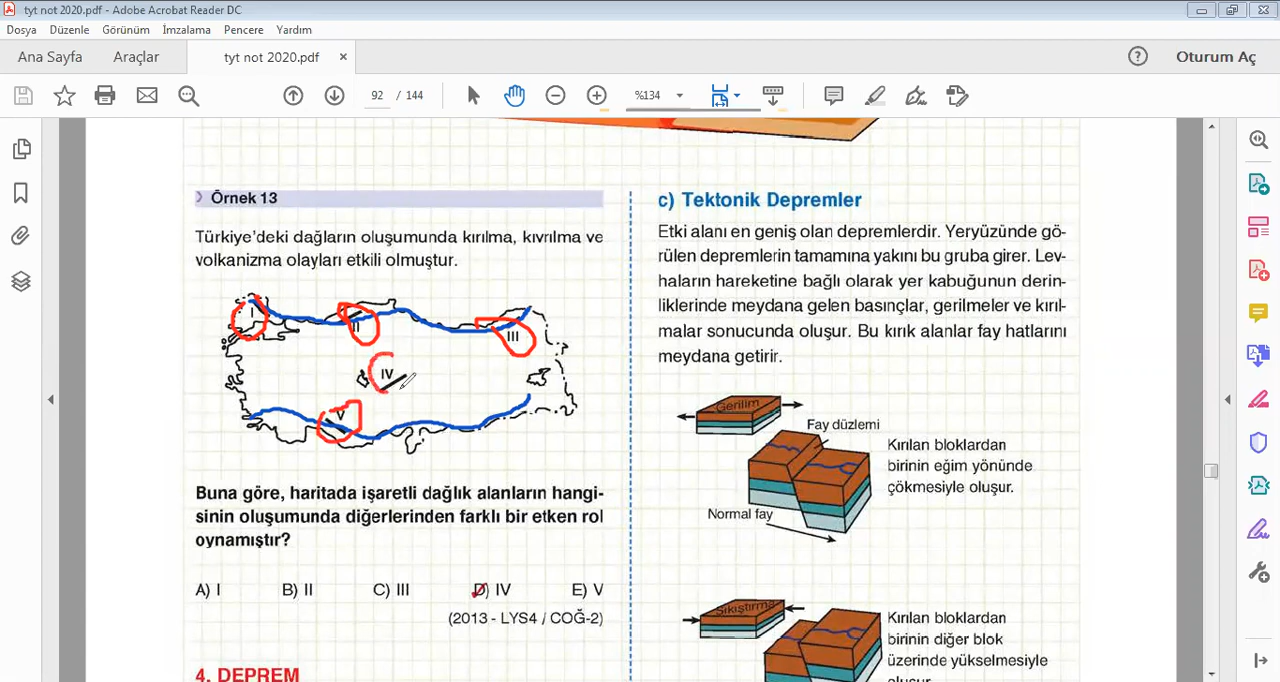 tyt not 2020.pdf - Adobe Acrobat Reader DC
Dosya Düzenle Görünüm İmzalama Pencere Yardım
Ana Sayfa Araçlar tyt not 2020.pdf × ? Oturum Aç
92 / 144 %134
Örnek 13
Türkiye'deki dağların oluşumunda kırılma, kıvrılma ve
volkanizma olayları etkili olmuştur.
I
II
III
IV
V
Buna göre, haritada işaretli dağlık alanların hangi-
sinin oluşumunda diğerlerinden farklı bir etken rol
oynamıştır?
A) I B) II C) III D) IV E) V
(2013 - LYS4 / COĞ-2)
4. DEPREM
c) Tektonik Depremler
Etki alanı en geniş olan depremlerdir. Yeryüzünde gö-
rülen depremlerin tamamına yakını bu gruba girer. Lev-
haların hareketine bağlı olarak yer kabuğunun derin-
liklerinde meydana gelen basınçlar, gerilmeler ve kırıl-
malar sonucunda oluşur. Bu kırık alanlar fay hatlarını
meydana getirir.
Gerilim
Fay düzlemi
Normal fay
Kırılan bloklardan
birinin eğim yönünde
çökmesiyle oluşur.
Sıkıştırma
Kırılan bloklardan
birinin diğer blok
üzerinde yükselmesiyle
oluşur.